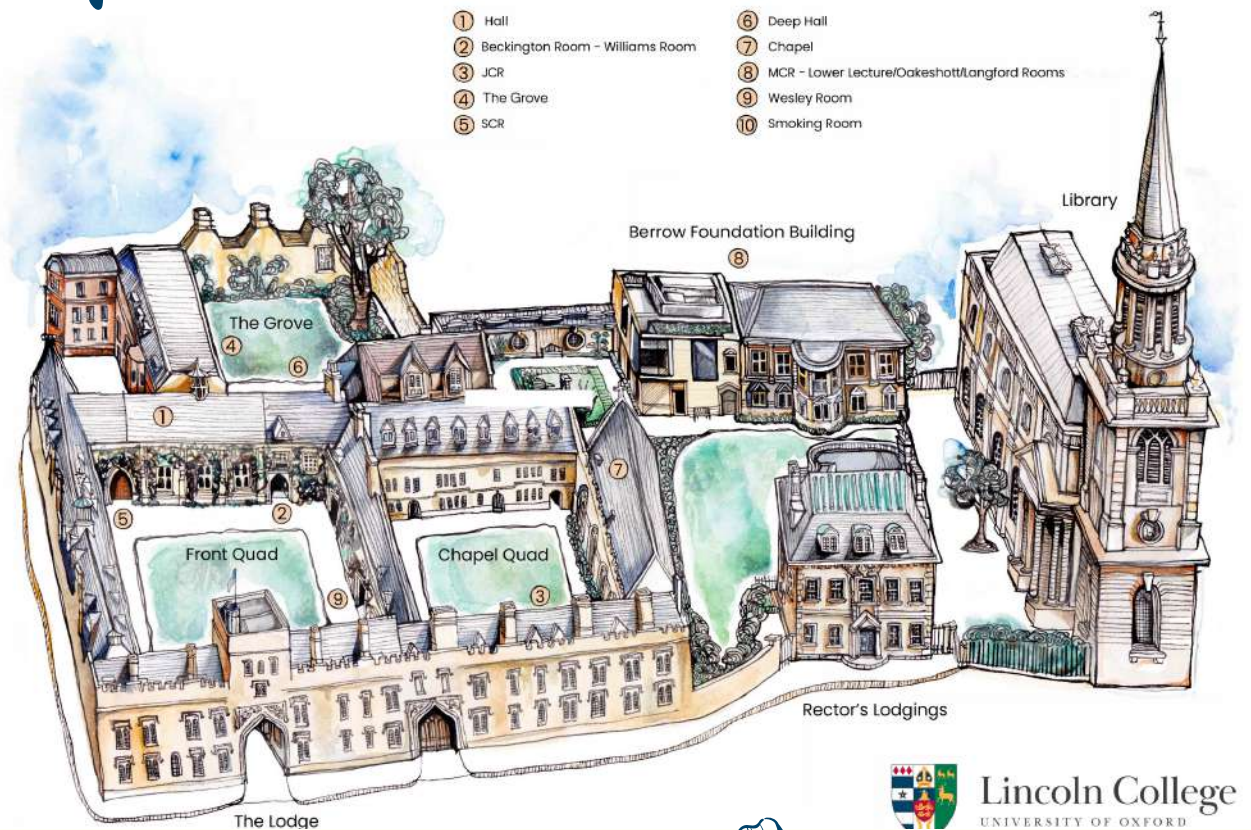 1 Hall
2 Beckington Room - Williams Room
3 JCR
4 The Grove
5 SCR
6 Deep Hall
7 Chapel
8 MCR - Lower Lecture/Oakeshott/Langford Rooms
9 Wesley Room
10 Smoking Room
Library
Berrow Foundation Building
8
The Grove
4
6
1
7
5
2
Front Quad
Chapel Quad
9
3
Rector's Lodgings
The Lodge
Lincoln College
UNIVERSITY OF OXFORD